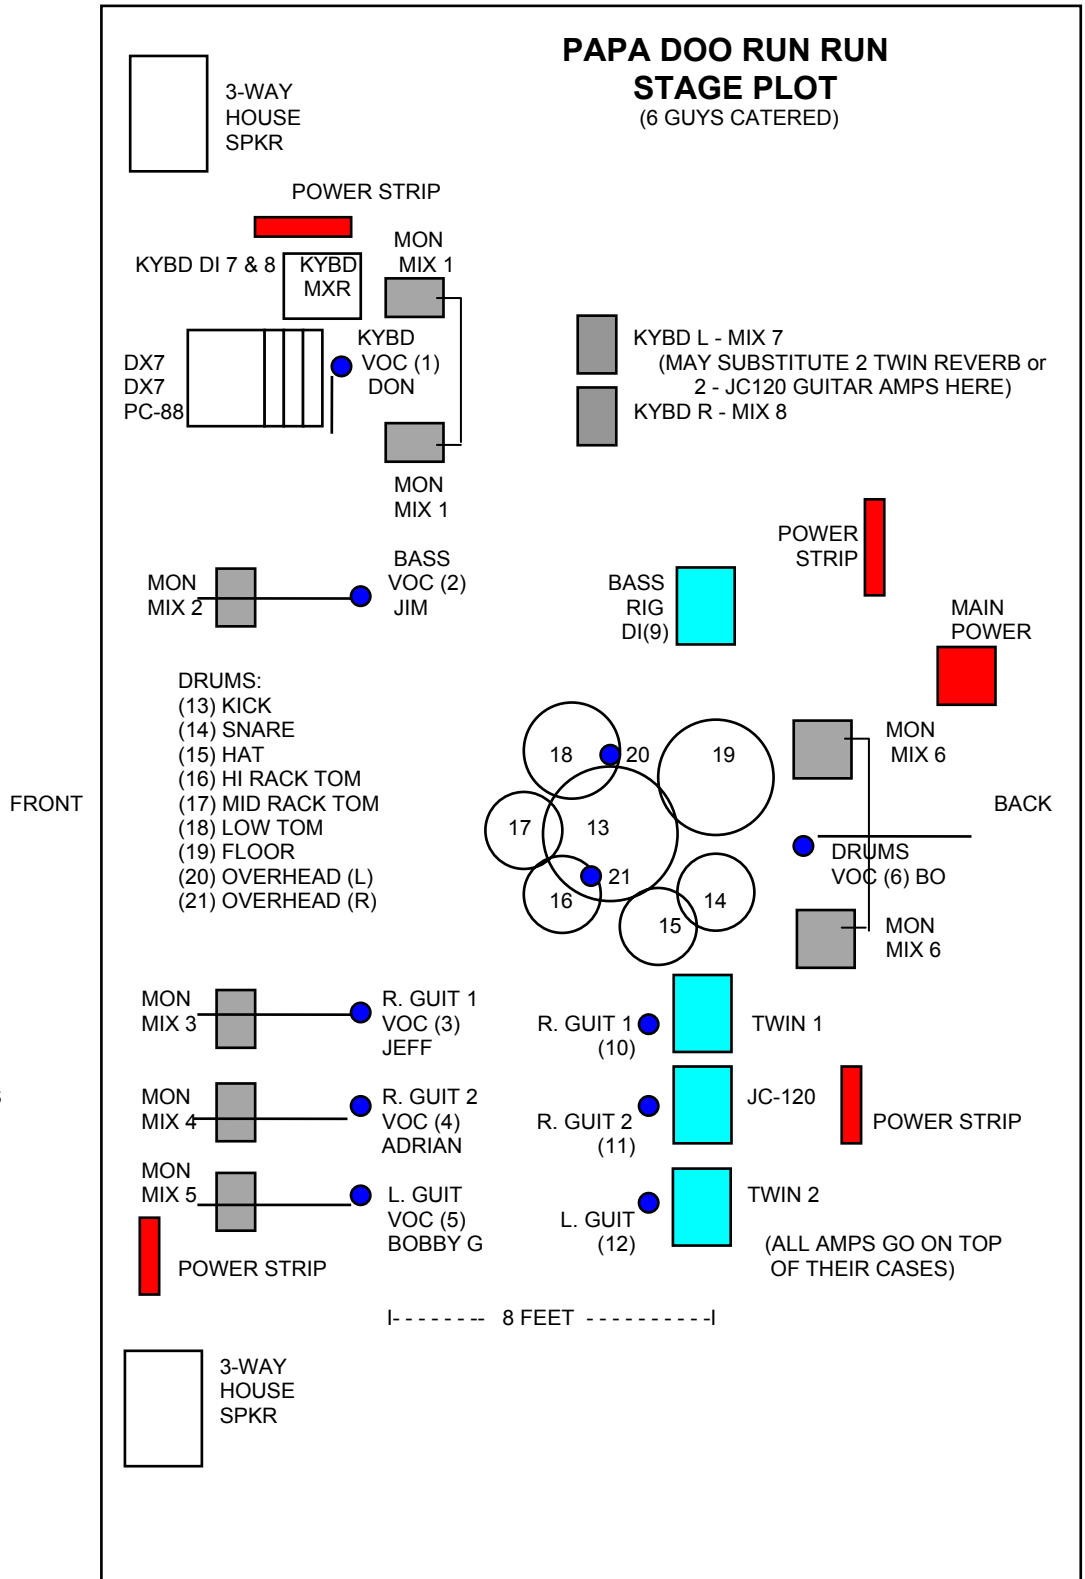 PAPA DOO RUN RUN
STAGE PLOT
(6 GUYS CATERED)
3-WAY
HOUSE
SPKR
POWER STRIP
KYBD DI 7 & 8
KYBD
MXR
MON
MIX 1
DX7
DX7
PC-88
KYBD
VOC (1)
DON
MON
MIX 1
KYBD L - MIX 7
(MAY SUBSTITUTE 2 TWIN REVERB or
2 - JC120 GUITAR AMPS HERE)
KYBD R - MIX 8
POWER
STRIP
MON
MIX 2
BASS
VOC (2)
JIM
BASS
RIG
DI(9)
MAIN
POWER
DRUMS:
(13) KICK
(14) SNARE
(15) HAT
(16) HI RACK TOM
(17) MID RACK TOM
(18) LOW TOM
(19) FLOOR
(20) OVERHEAD (L)
(21) OVERHEAD (R)
18
20
19
17
13
21
16
15
14
MON
MIX 6
FRONT
BACK
DRUMS
VOC (6) BO
MON
MIX 6
MON
MIX 3
R. GUIT 1
VOC (3)
JEFF
R. GUIT 1
(10)
TWIN 1
MON
MIX 4
R. GUIT 2
VOC (4)
ADRIAN
R. GUIT 2
(11)
JC-120
POWER STRIP
MON
MIX 5
L. GUIT
VOC (5)
BOBBY G
L. GUIT
(12)
TWIN 2
(ALL AMPS GO ON TOP
OF THEIR CASES)
POWER STRIP
I- - - - - -- 8 FEET - - - - - - - - - -I
3-WAY
HOUSE
SPKR